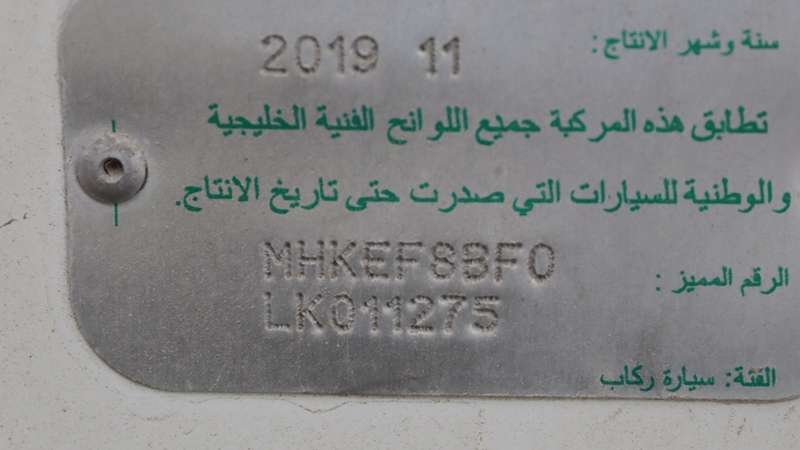 سنة وشهر الانتاج: 2019 11
تطابق هذه المركبة جميع اللوائح الفنية الخليجية
والوطنية للسيارات التي صدرت حتى تاريخ الانتاج.
الرقم المميز : MHKEF8BF0
LK011275
الفئة: سيارة ركاب